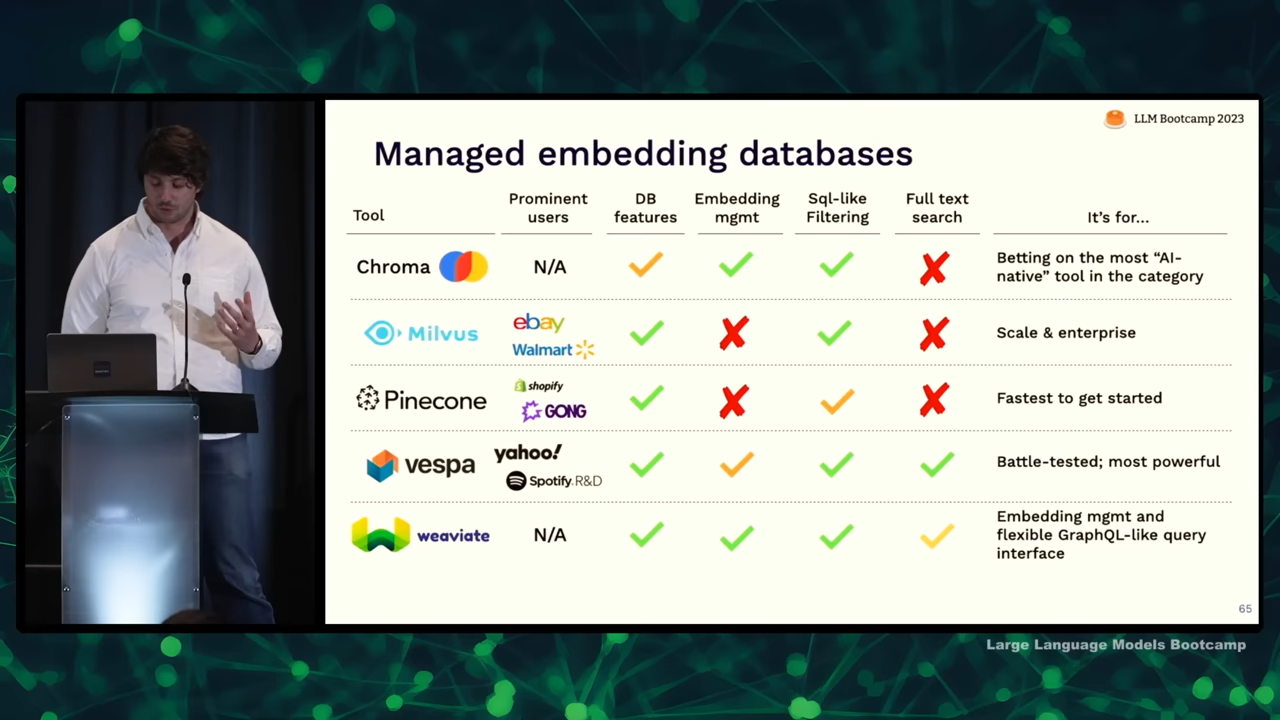 LLM Bootcamp 2023
Managed embedding databases
Tool
Prominent
users
DB
features
Embedding
mgmt
Sql-like
Filtering
Full text
search
It's for...
Chroma
N/A
Betting on the most “AI-
native” tool in the category
Milvus
ebay
Walmart
Scale & enterprise
Pinecone
shopify
GONG
Fastest to get started
vespa
yahoo!
Spotify R&D
Battle-tested; most powerful
weaviate
N/A
Embedding mgmt and
flexible GraphQL-like query
interface
65
Large Language Models Bootcamp